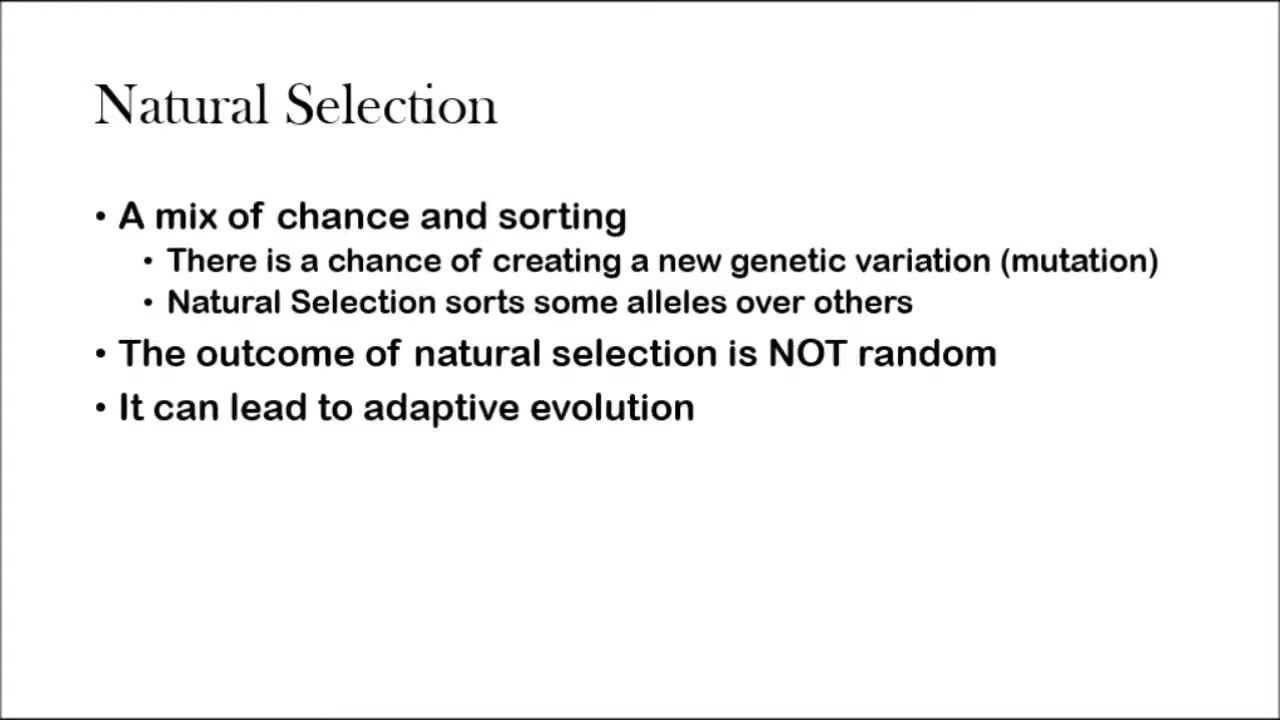 Natural Selection
• A mix of chance and sorting
• There is a chance of creating a new genetic variation (mutation)
• Natural Selection sorts some alleles over others
• The outcome of natural selection is NOT random
• It can lead to adaptive evolution